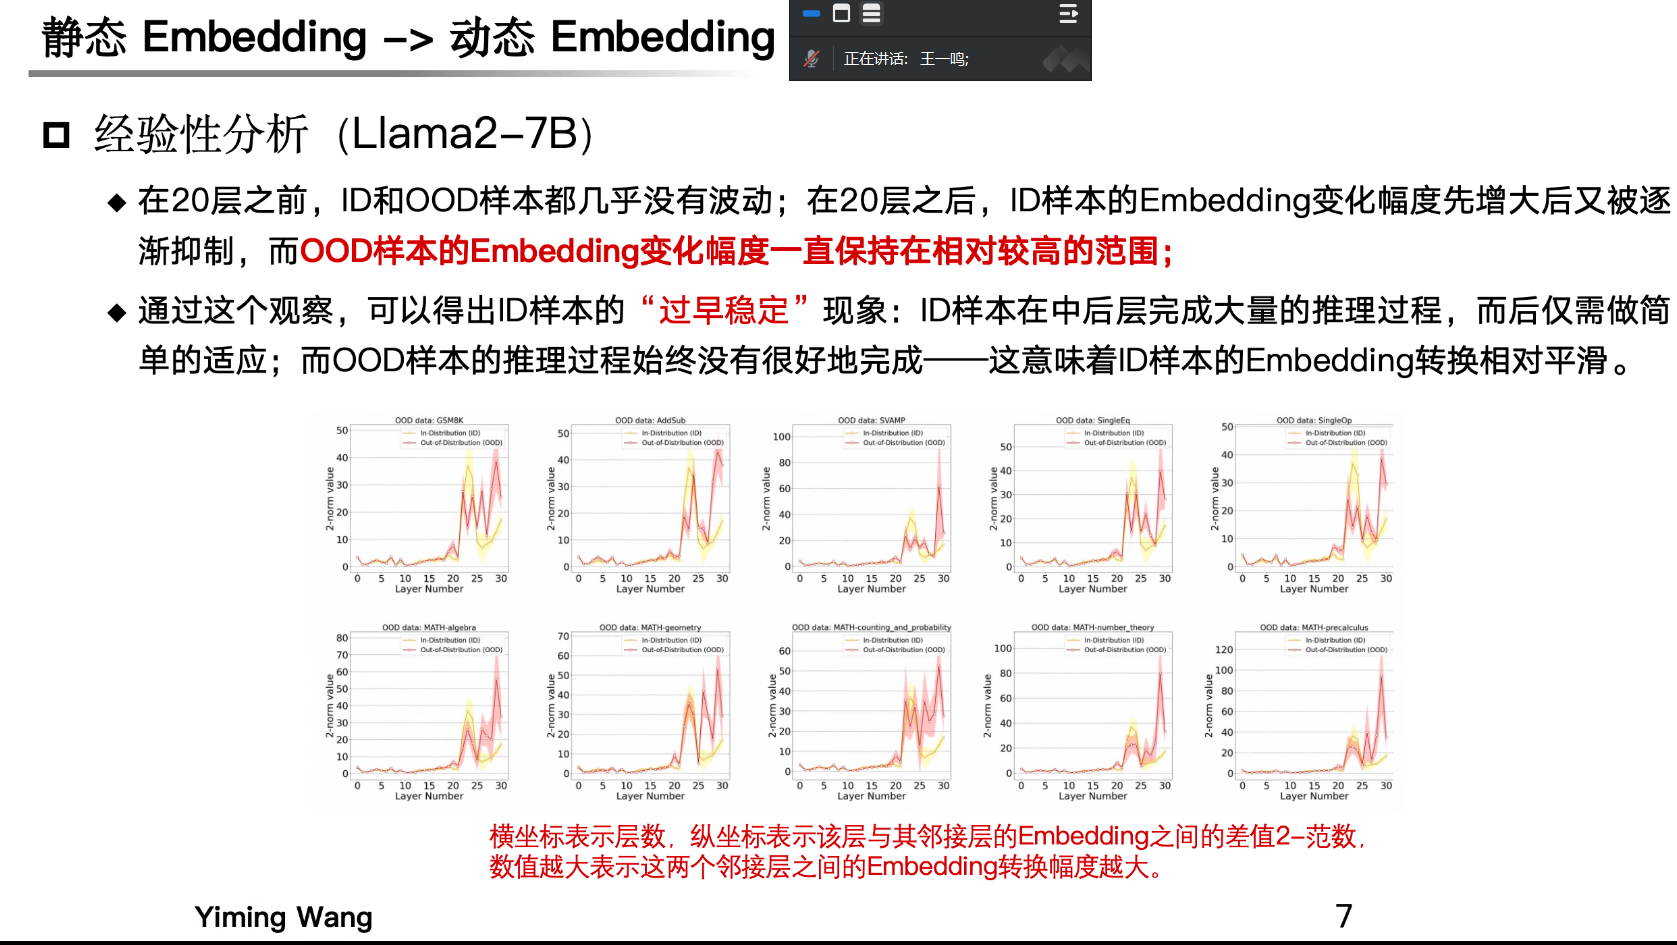 静态 Embedding -> 动态 Embedding
正在讲话: 王一鸣;
经验性分析（Llama2-7B）
在20层之前，ID和OOD样本都几乎没有波动；在20层之后，ID样本的Embedding变化幅度先增大后又被逐
渐抑制，而OOD样本的Embedding变化幅度一直保持在相对较高的范围；
通过这个观察，可以得出ID样本的“过早稳定”现象：ID样本在中后层完成大量的推理过程，而后仅需做简
单的适应；而OOD样本的推理过程始终没有很好地完成——这意味着ID样本的Embedding转换相对平滑。
OOD data: GSM8K
In-Distribution (ID)
Out-of-Distribution (OOD)
2-norm value
50
40
30
20
10
0
0 5 10 15 20 25 30
Layer Number
OOD data: AddSub
In-Distribution (ID)
Out-of-Distribution (OOD)
2-norm value
50
40
30
20
10
0
0 5 10 15 20 25 30
Layer Number
OOD data: SVAMP
In-Distribution (ID)
Out-of-Distribution (OOD)
2-norm value
100
80
60
40
20
0
0 5 10 15 20 25 30
Layer Number
OOD data: SingleEq
In-Distribution (ID)
Out-of-Distribution (OOD)
2-norm value
50
40
30
20
10
0
0 5 10 15 20 25 30
Layer Number
OOD data: SingleOp
In-Distribution (ID)
Out-of-Distribution (OOD)
2-norm value
50
40
30
20
10
0
0 5 10 15 20 25 30
Layer Number
OOD data: MATH-algebra
In-Distribution (ID)
Out-of-Distribution (OOD)
2-norm value
80
70
60
50
40
30
20
10
0
0 5 10 15 20 25 30
Layer Number
OOD data: MATH-geometry
In-Distribution (ID)
Out-of-Distribution (OOD)
2-norm value
70
60
50
40
30
20
10
0
0 5 10 15 20 25 30
Layer Number
OOD data: MATH-counting_and_probability
In-Distribution (ID)
Out-of-Distribution (OOD)
2-norm value
60
50
40
30
20
10
0
0 5 10 15 20 25 30
Layer Number
OOD data: MATH-number_theory
In-Distribution (ID)
Out-of-Distribution (OOD)
2-norm value
100
80
60
40
20
0
0 5 10 15 20 25 30
Layer Number
OOD data: MATH-precalculus
In-Distribution (ID)
Out-of-Distribution (OOD)
2-norm value
120
100
80
60
40
20
0
0 5 10 15 20 25 30
Layer Number
横坐标表示层数，纵坐标表示该层与其邻接层的Embedding之间的差值2-范数，
数值越大表示这两个邻接层之间的Embedding转换幅度越大。
Yiming Wang
7